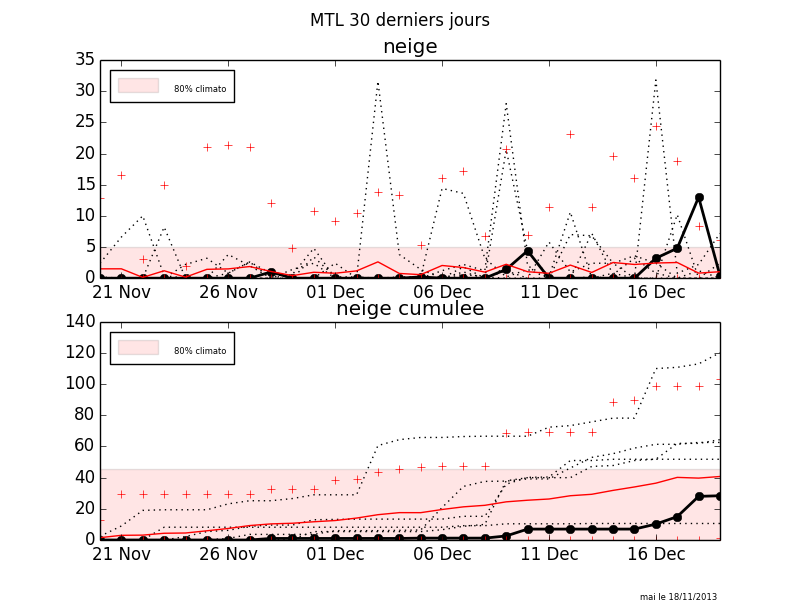 MTL 30 derniers jours
neige
35
30
25
20
15
10
5
0
80% climato
21 Nov 26 Nov 01 Dec 06 Dec 11 Dec 16 Dec
neige cumulee
140
120
100
80
60
40
20
0
80% climato
21 Nov 26 Nov 01 Dec 06 Dec 11 Dec 16 Dec
maj le 18/11/2013